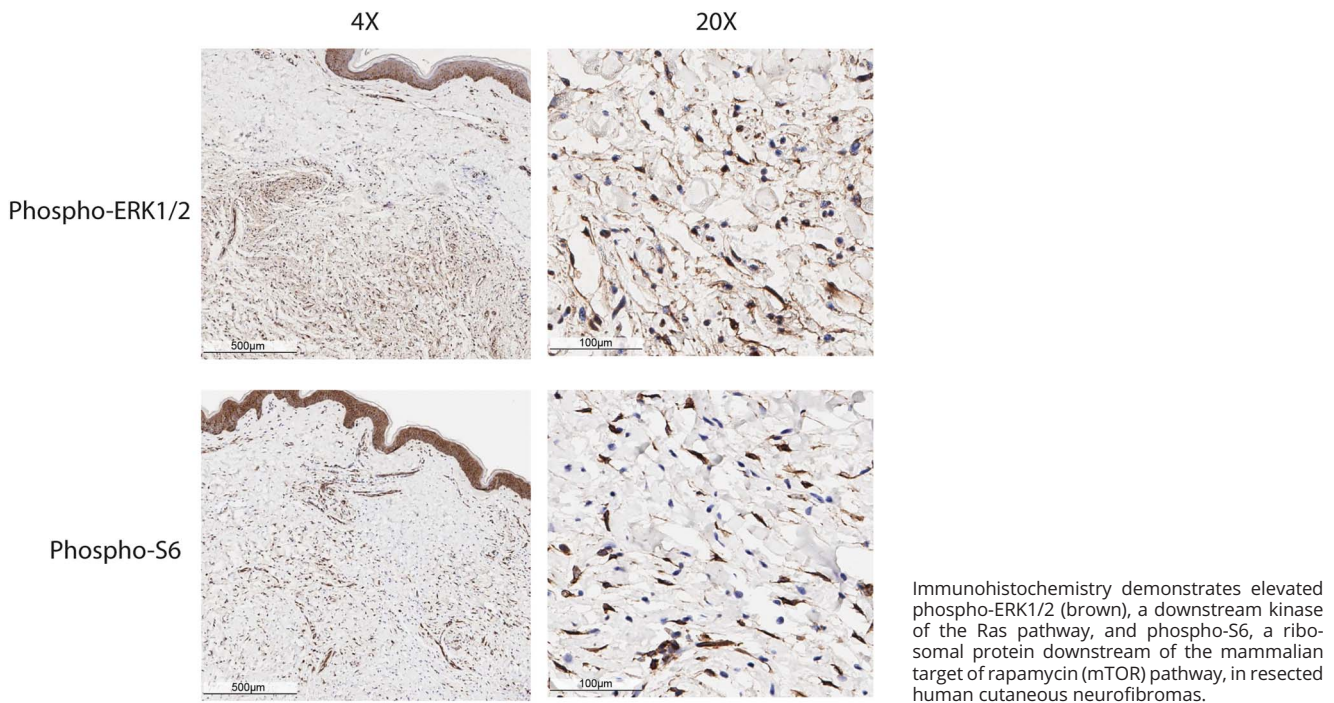 4X
20X
Phospho-ERK1/2
500µm
100µm
Phospho-S6
500µm
100µm
Immunohistochemistry demonstrates elevated
phospho-ERK1/2 (brown), a downstream kinase
of the Ras pathway, and phospho-S6, a ribo-
somal protein downstream of the mammalian
target of rapamycin (mTOR) pathway, in resected
human cutaneous neurofibromas.